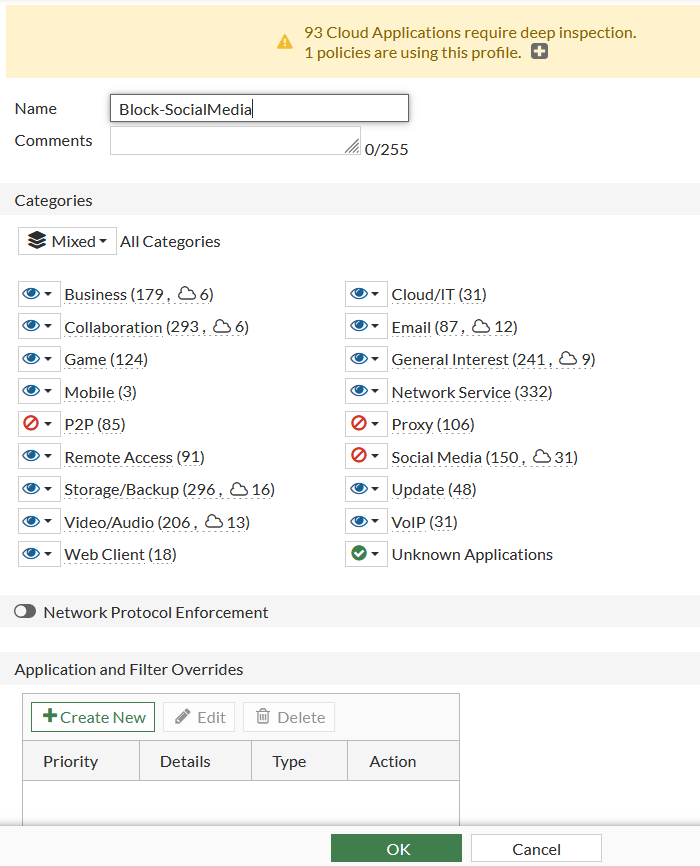 93 Cloud Applications require deep inspection.
1 policies are using this profile.
Name
Block-SocialMedia
Comments
0/255
Categories
Mixed All Categories
Business (179, 6)
Cloud/IT (31)
Collaboration (293, 6)
Email (87, 12)
Game (124)
General Interest (241, 9)
Mobile (3)
Network Service (332)
P2P (85)
Proxy (106)
Remote Access (91)
Social Media (150, 31)
Storage/Backup (296, 16)
Update (48)
Video/Audio (206, 13)
VoIP (31)
Web Client (18)
Unknown Applications
Network Protocol Enforcement
Application and Filter Overrides
Create New Edit Delete
Priority Details Type Action
OK Cancel